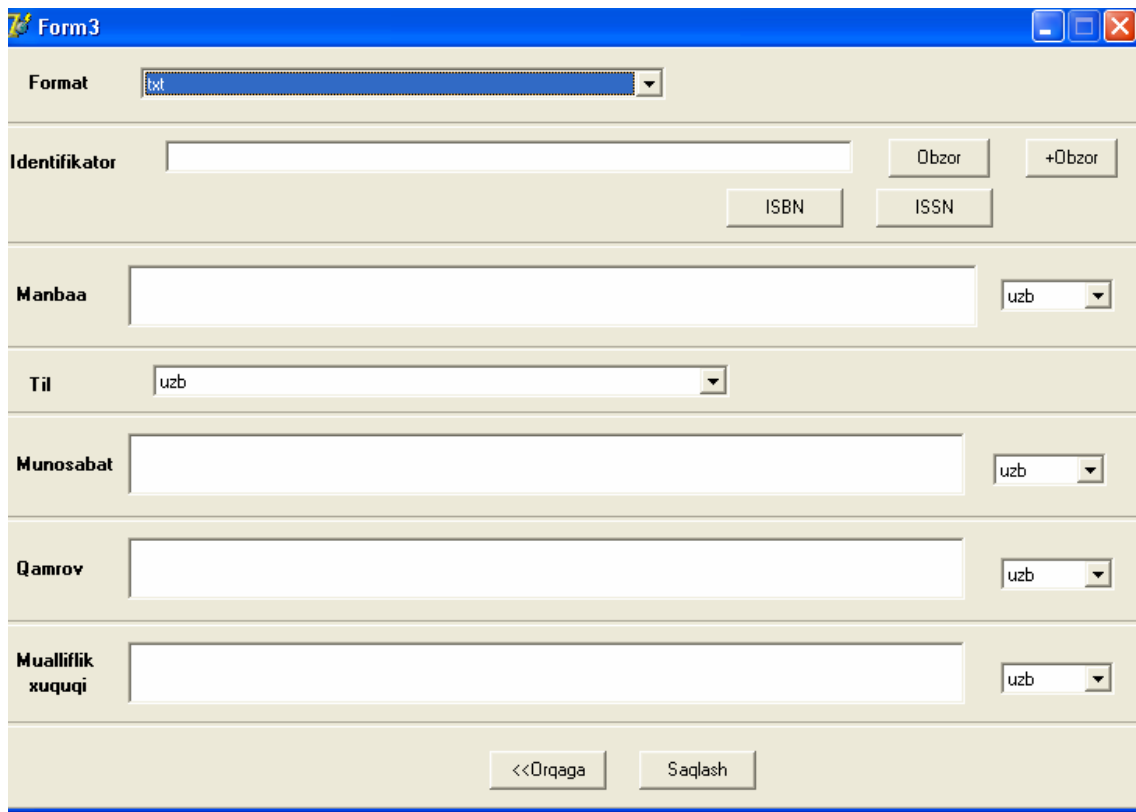 Form3
Format
txt
Identifikator
Obzor
+Obzor
ISBN
ISSN
Manbaa
uzb
Til
uzb
Munosabat
uzb
Qamrov
uzb
Mualliflik
xuquqi
uzb
<<Orqaga
Saqlash